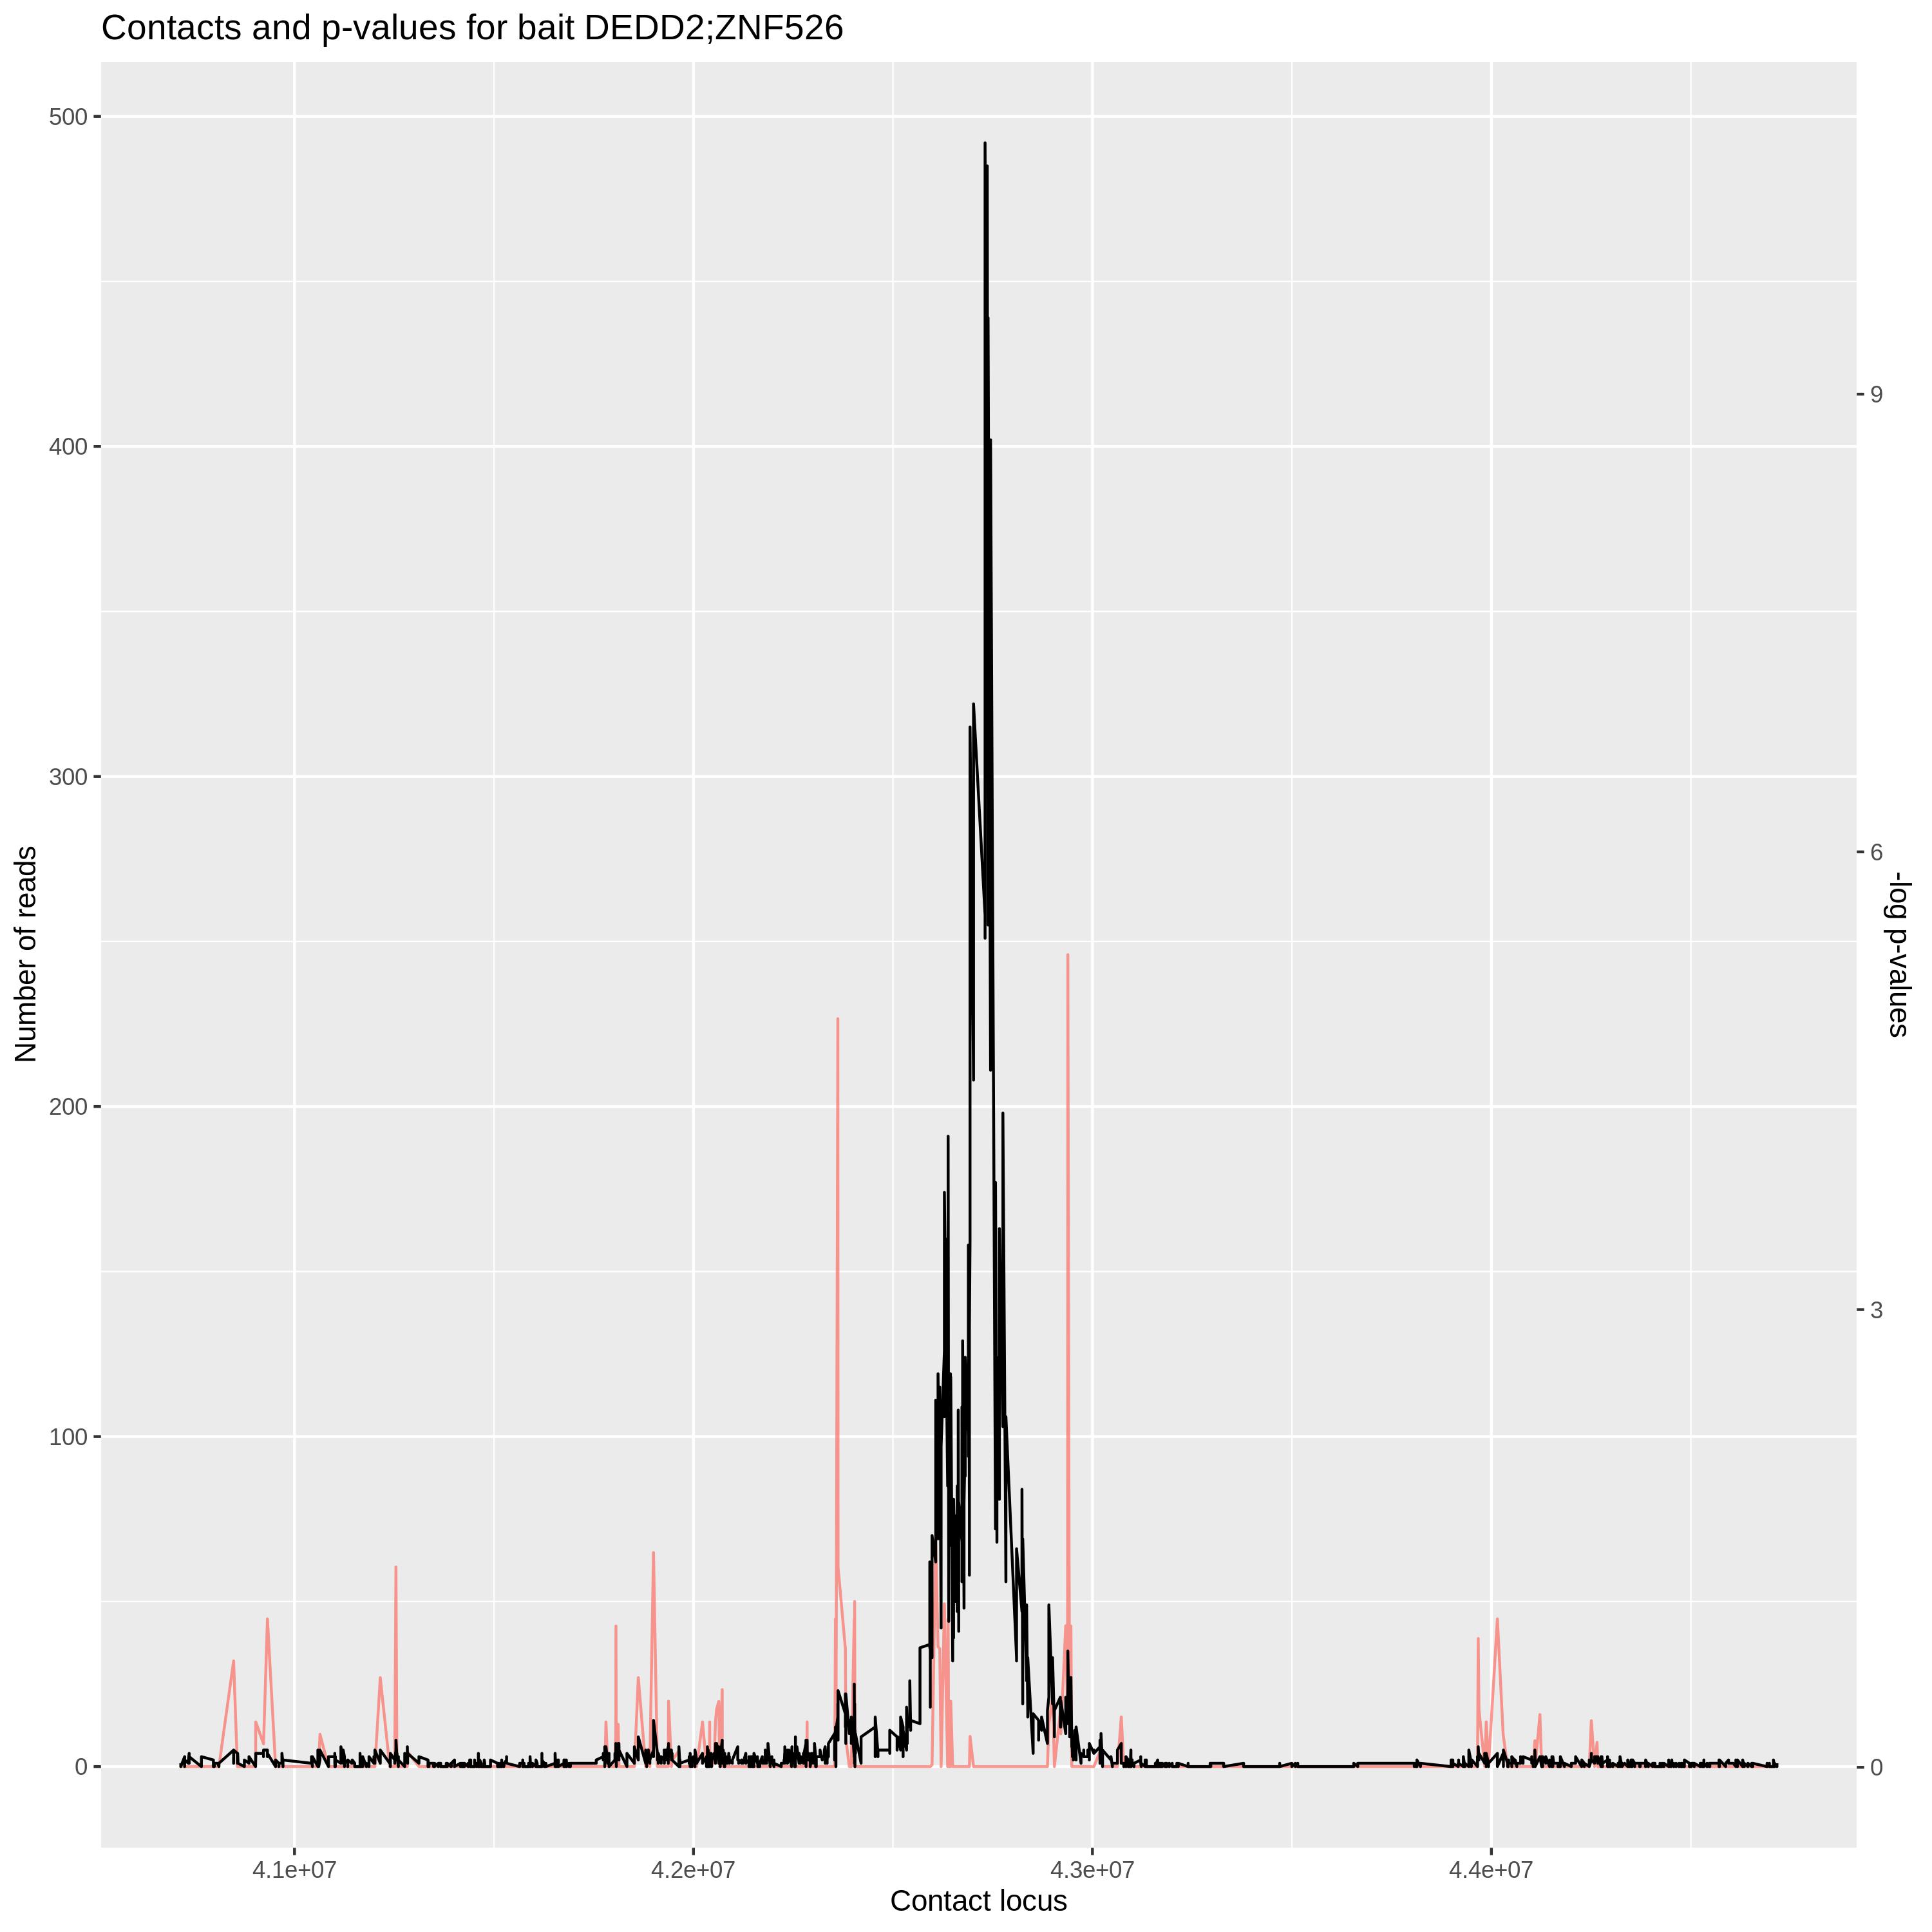 Contacts and p-values for bait DEDD2;ZNF526
500
400
300
200
100
0
Number of reads
9
6
3
0
-log p-values
4.1e+07 4.2e+07 4.3e+07 4.4e+07
Contact locus